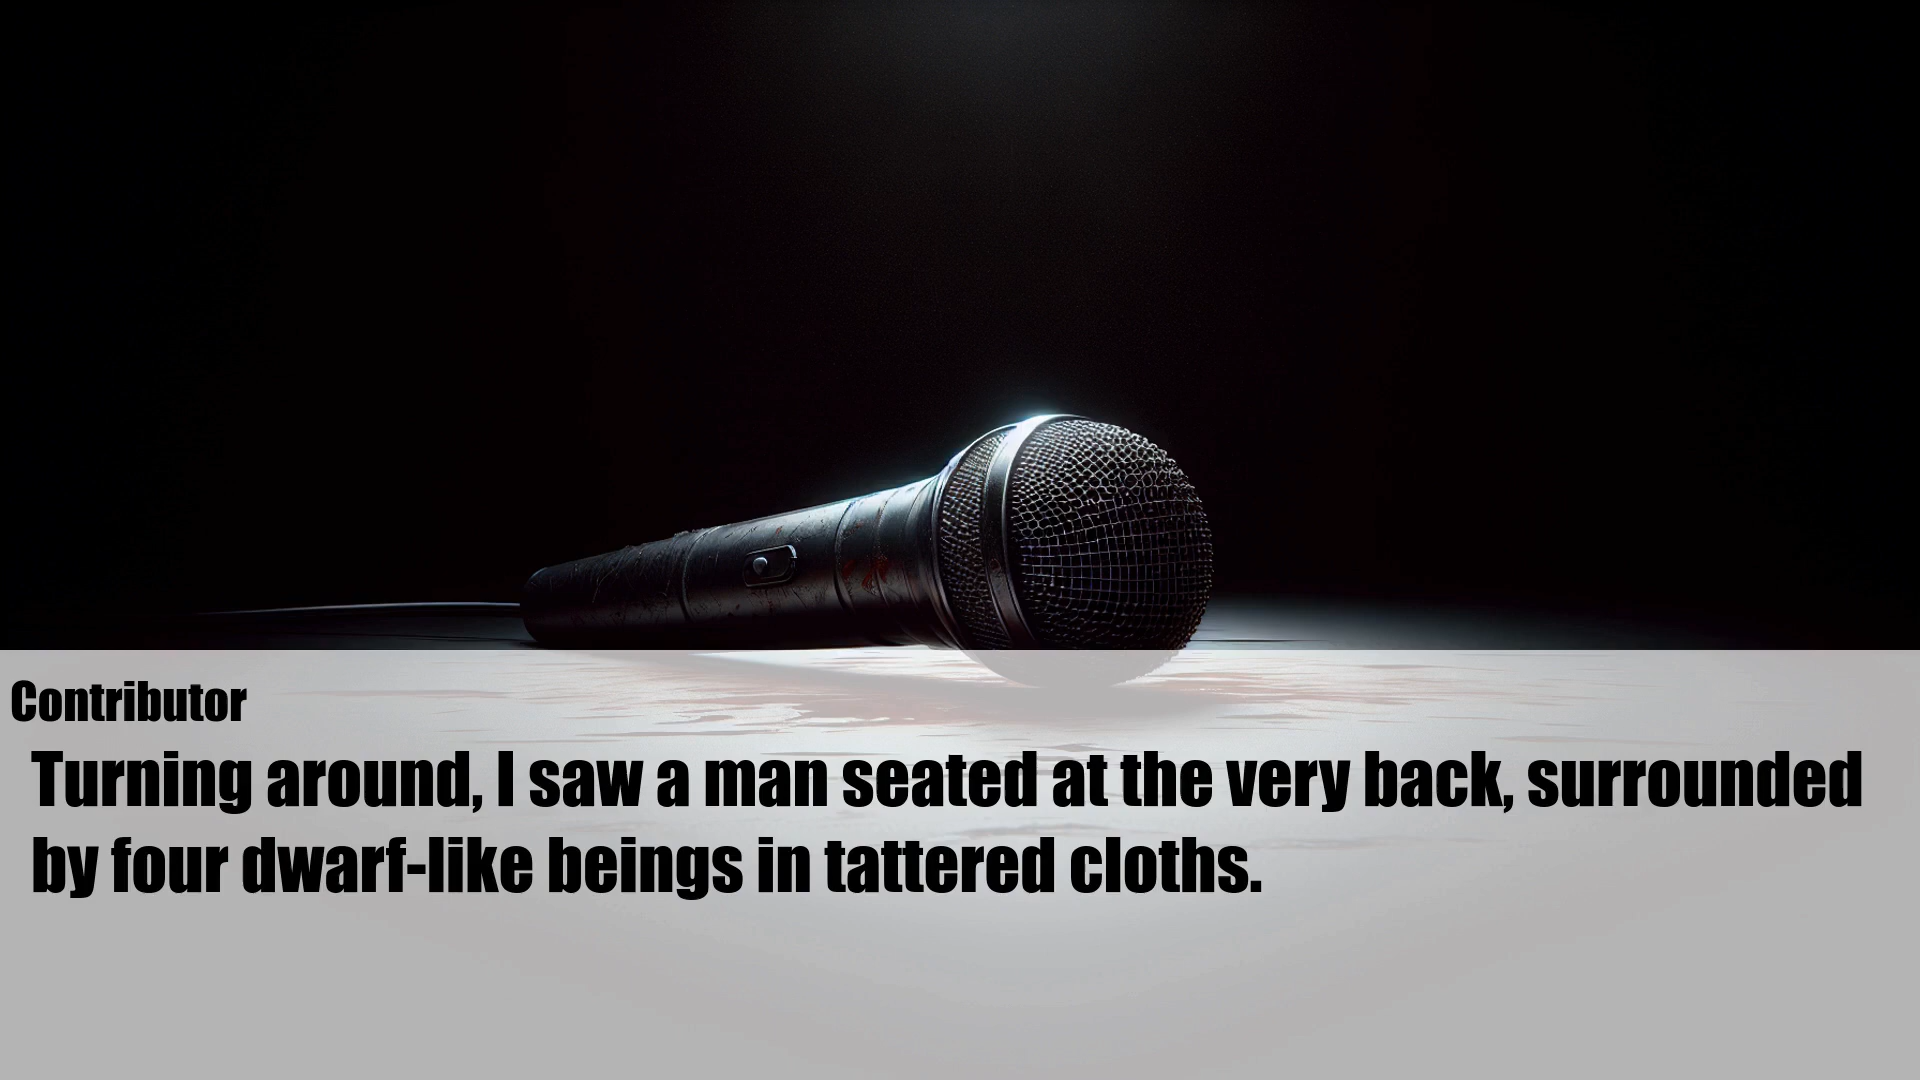 Contributor
Turning around, I saw a man seated at the very back, surrounded
by four dwarf-like beings in tattered cloths.